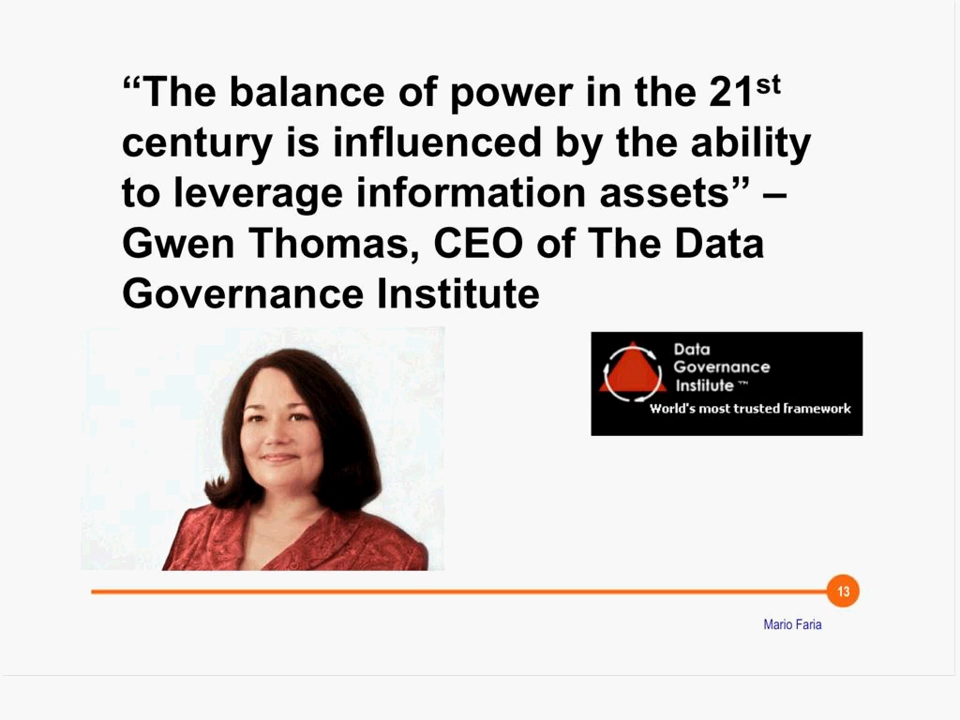 “The balance of power in the 21st
century is influenced by the ability
to leverage information assets” –
Gwen Thomas, CEO of The Data
Governance Institute
Data
Governance
Institute ™
World's most trusted framework
13
Mario Faria